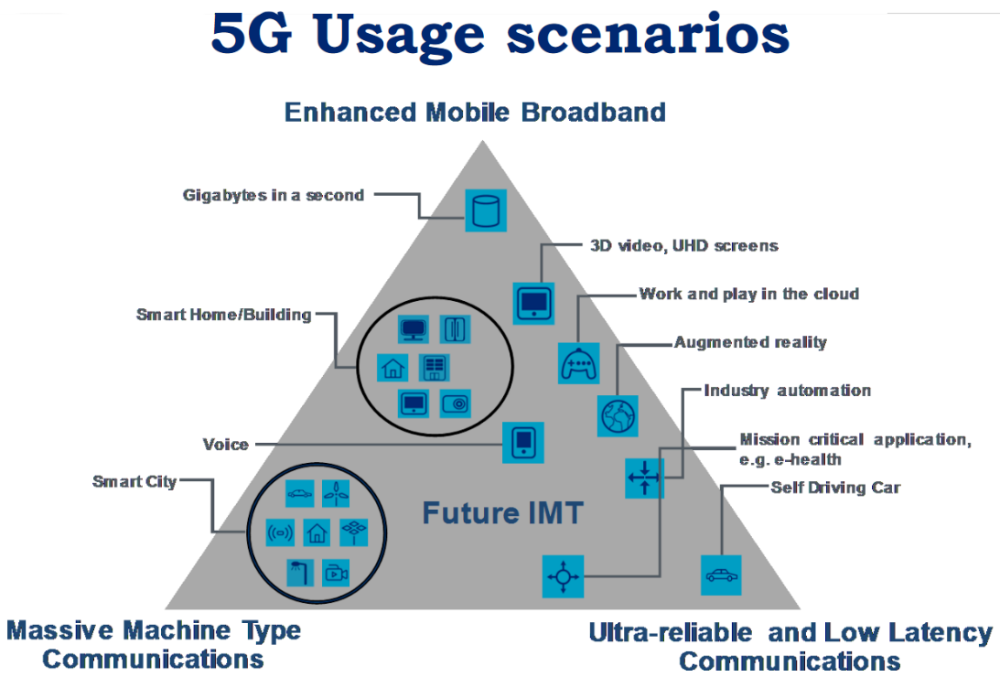 5G Usage scenarios
Enhanced Mobile Broadband
Gigabytes in a second
3D video, UHD screens
Work and play in the cloud
Smart Home/Building
Augmented reality
Industry automation
Voice
Mission critical application,
e.g. e-health
Smart City
Self Driving Car
Future IMT
Massive Machine Type
Communications
Ultra-reliable and Low Latency
Communications